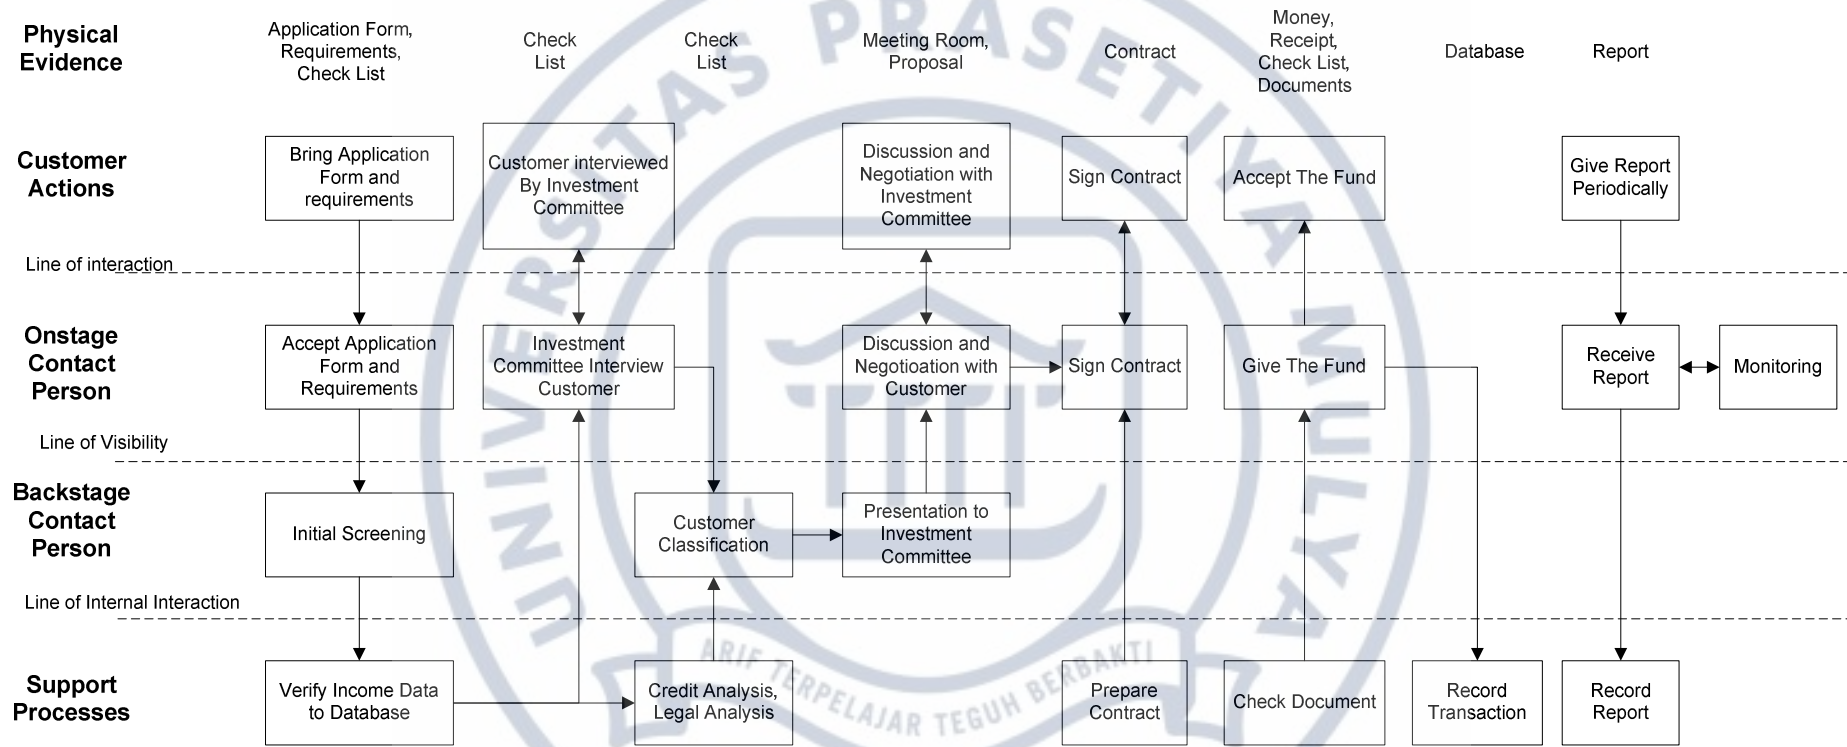 Physical
Evidence
Application Form,
Requirements,
Check List
Check
List
Check
List
Meeting Room,
Proposal
Contract
Money,
Receipt,
Check List,
Documents
Database
Report
Customer
Actions
Bring Application
Form and
requirements
Customer interviewed
By Investment
Committee
Discussion and
Negotiation with
Investment
Committee
Sign Contract
Accept The Fund
Give Report
Periodically
Line of interaction
Onstage
Contact
Person
Accept Application
Form and
Requirements
Investment
Committee Interview
Customer
Discussion and
Negotioation with
Customer
Sign Contract
Give The Fund
Receive
Report
Monitoring
Line of Visibility
Backstage
Contact
Person
Initial Screening
Customer
Classification
Presentation to
Investment
Committee
Line of Internal Interaction
Support
Processes
Verify Income Data
to Database
Credit Analysis,
Legal Analysis
Prepare
Contract
Check Document
Record
Transaction
Record
Report
UNIVERSITAS PRASETIYA MULYA
ARIF TERPELAJAR TEGUH BERBAKTI